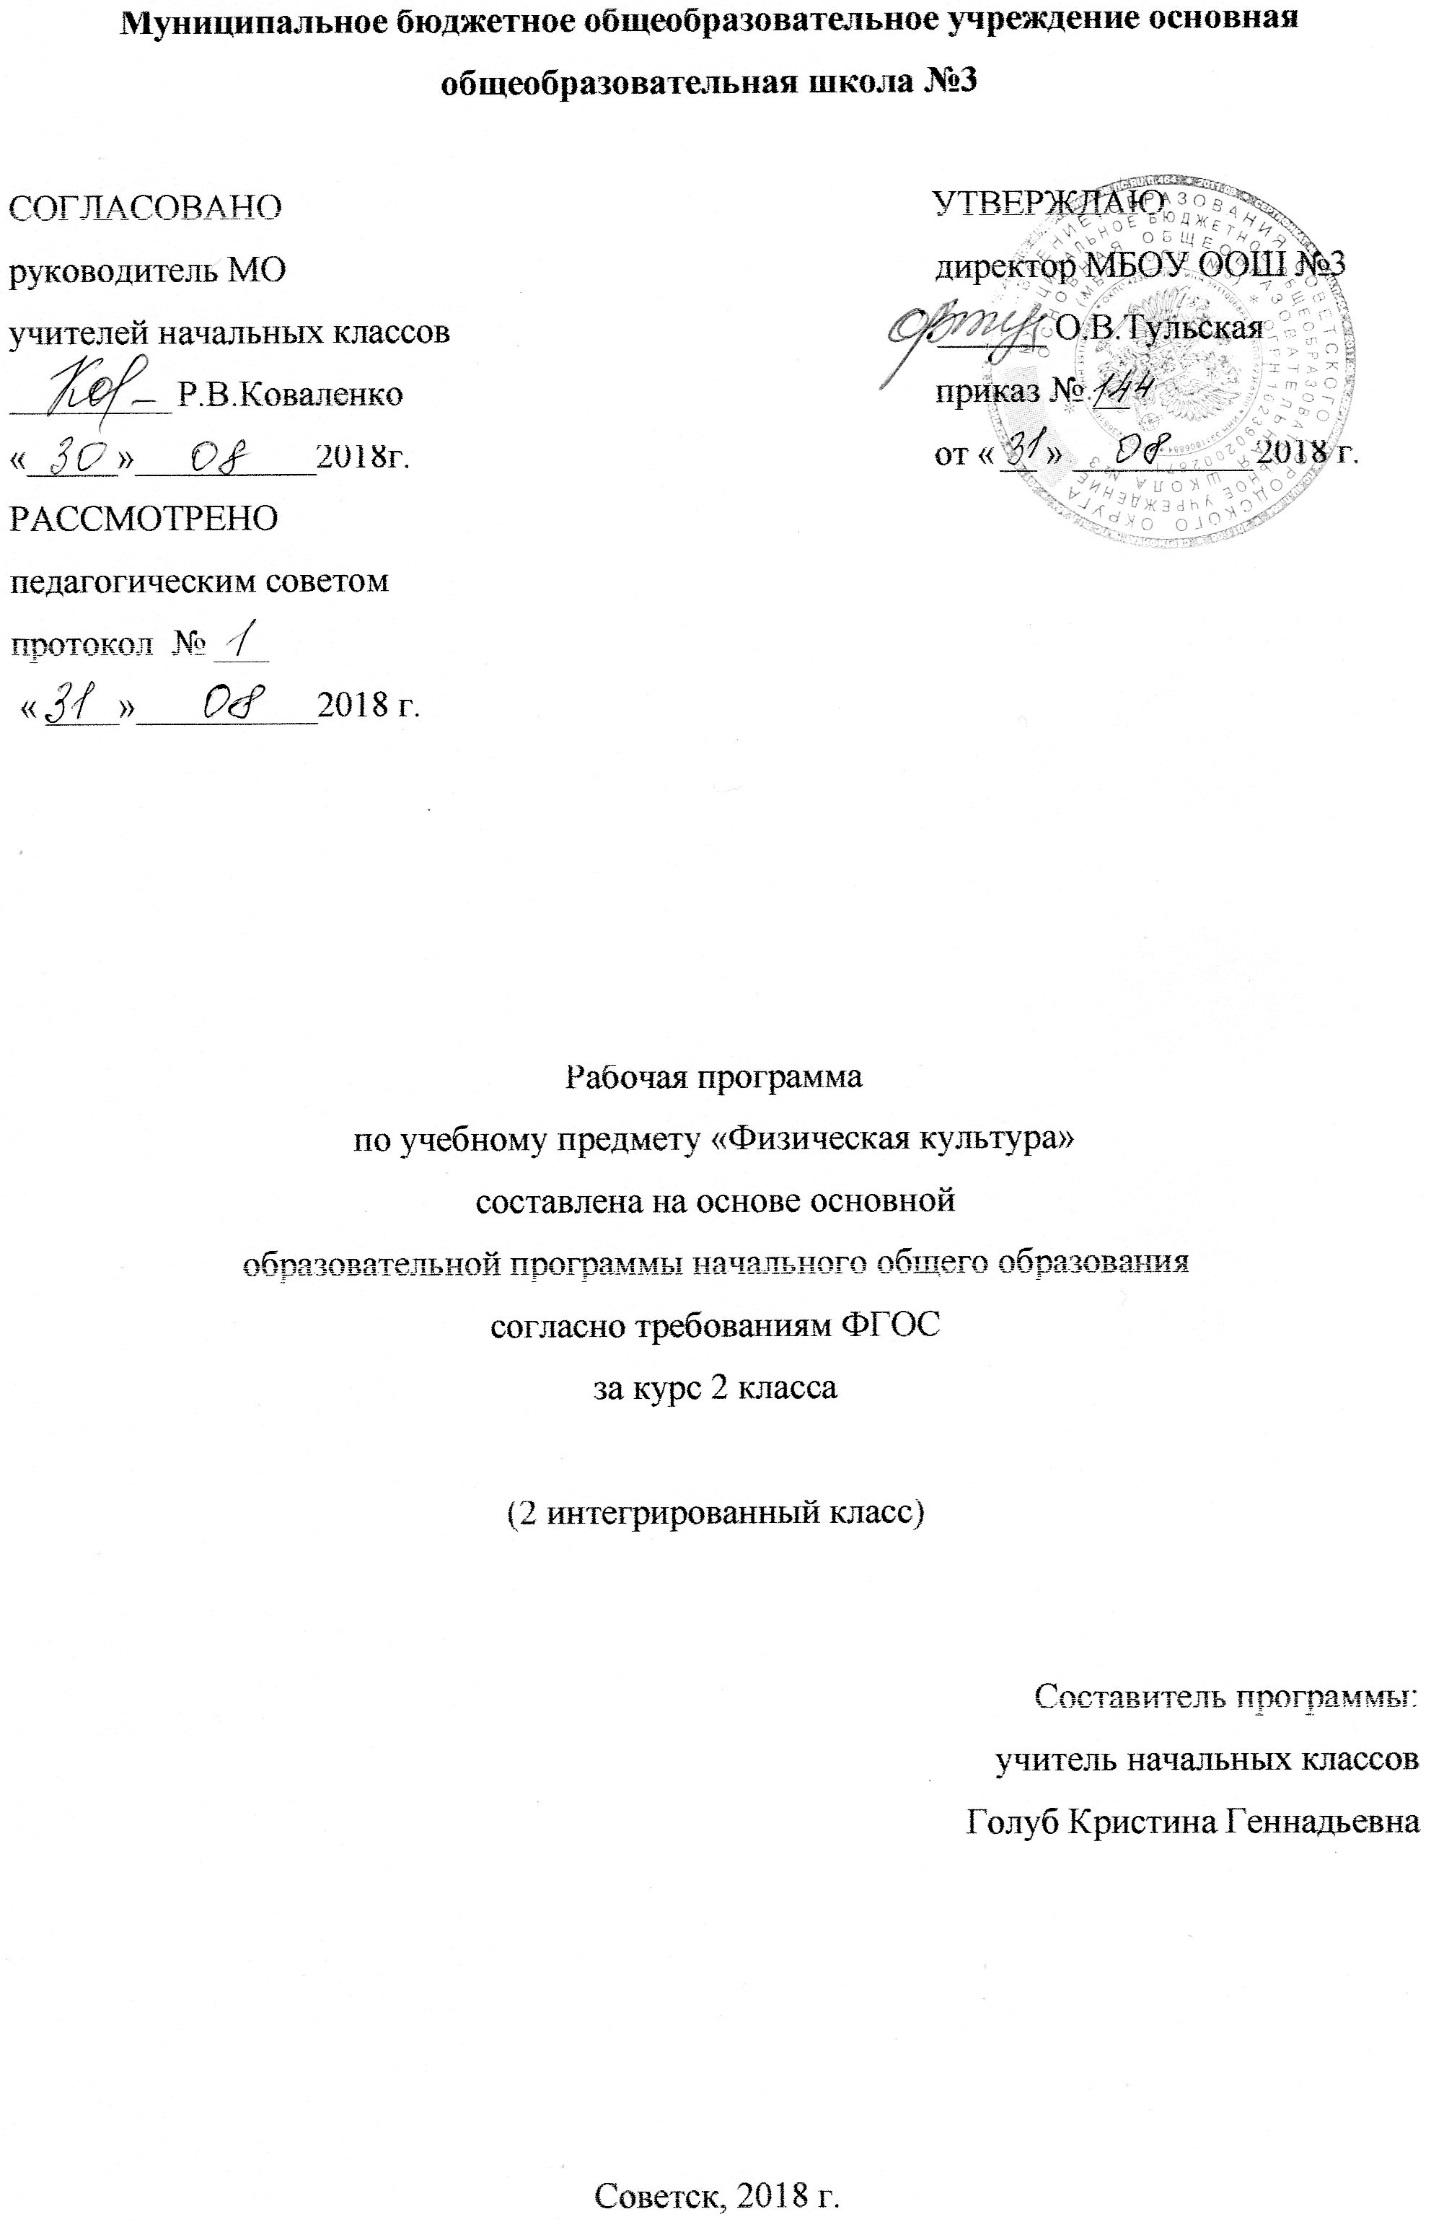 Муниципальное бюджетное общеобразовательное учреждение основная
общеобразовательная школа №3
СОГЛАСОВАНО
руководитель МО
учителей начальных классов
Р.В.Коваленко
«30» 08 2018г.
РАССМОТРЕНО
педагогическим советом
протокол № 1
«31» 08 2018 г.
УТВЕРЖДАЮ
директор МБОУ ООШ №3
О.В.Тульская
приказ № 144
от «31» 08 2018 г.
Рабочая программа
по учебному предмету «Физическая культура»
составлена на основе основной
образовательной программы начального общего образования
согласно требованиям ФГОС
за курс 2 класса
(2 интегрированный класс)
Составитель программы:
учитель начальных классов
Голуб Кристина Геннадьевна
Советск, 2018 г.